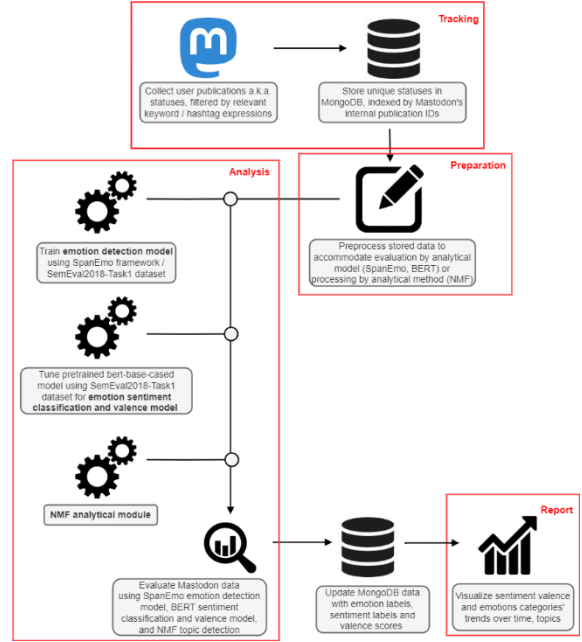 Tracking
Collect user publications a.k.a.
statuses, filtered by relevant
keyword / hashtag expressions
Store unique statuses in
MongoDB, indexed by Mastodon's
internal publication IDs
Analysis
Preparation
Train emotion detection model
using SpanEmo framework /
SemEval2018-Task1 dataset
Preprocess stored data to
accommodate evaluation by analytical
model (SpanEmo, BERT) or
processing by analytical method (NMF)
Tune pretrained bert-base-cased
model using SemEval2018-Task1
dataset for emotion sentiment
classification and valence model
NMF analytical module
Report
Evaluate Mastodon data
using SpanEmo emotion detection
model, BERT sentiment
classification and valence model,
and NMF topic detection
Update MongoDB data
with emotion labels,
sentiment labels and
valence scores
Visualize sentiment valence
and emotions categories'
trends over time, topics